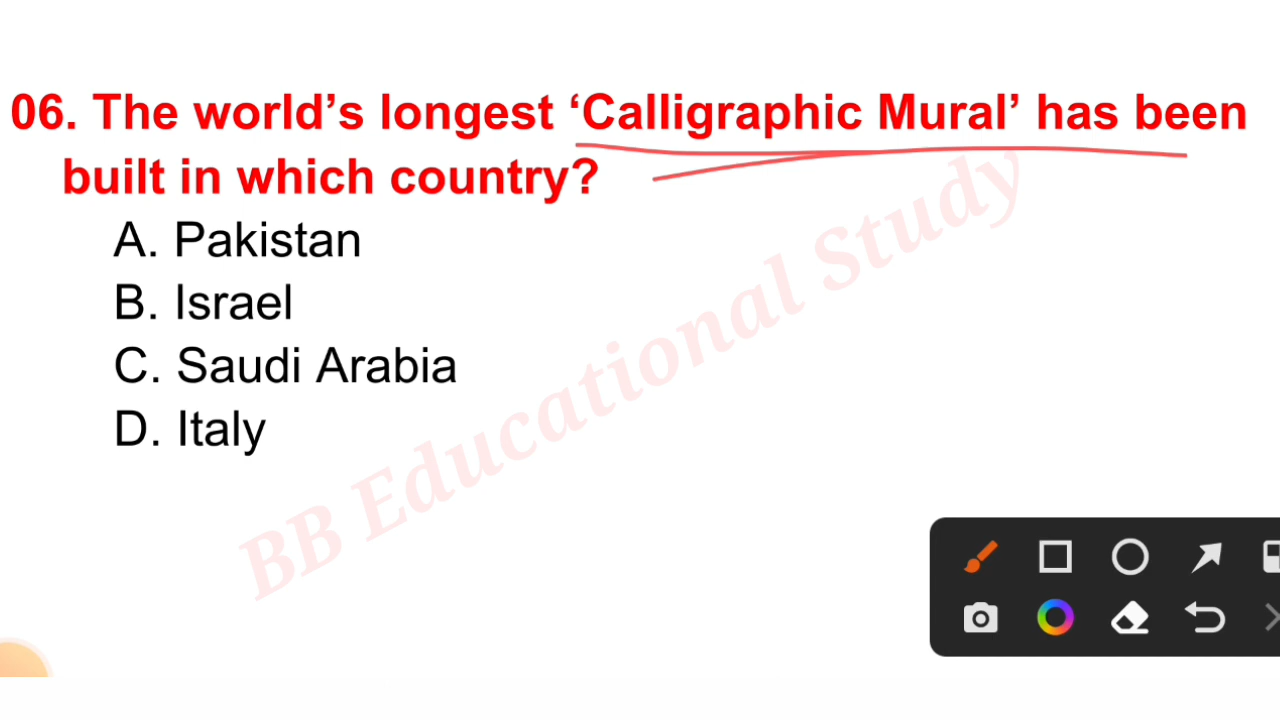 06. The world’s longest ‘Calligraphic Mural’ has been
built in which country?
A. Pakistan
B. Israel
C. Saudi Arabia
D. Italy
BB Educational Study